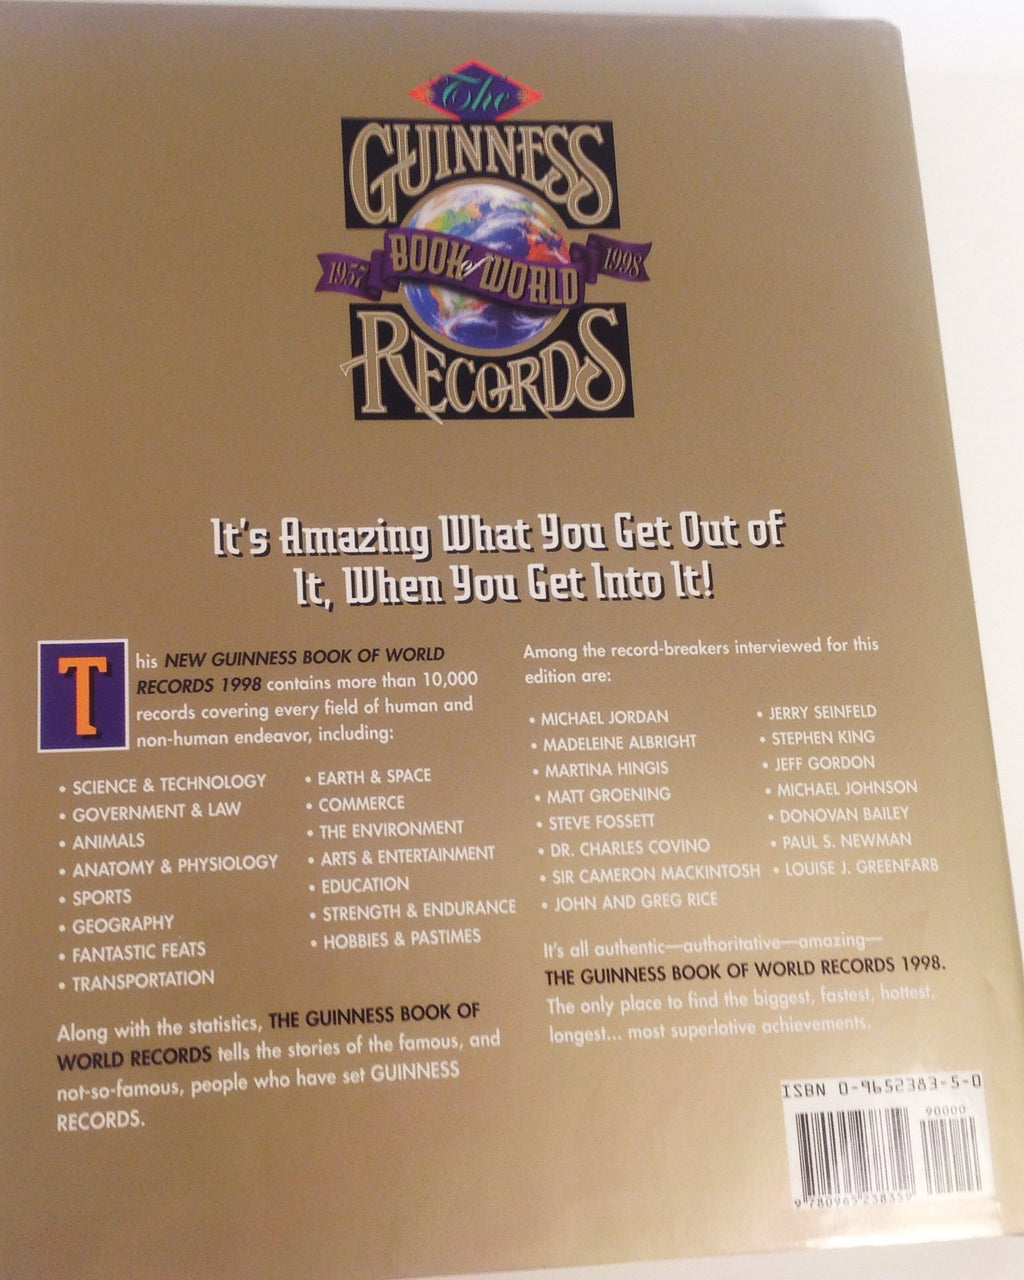 The
GUINNESS
1957 BOOK of WORLD 1998
RECORDS
It's Amazing What You Get Out of
It, When You Get Into It!
This NEW GUINNESS BOOK OF WORLD
RECORDS 1998 contains more than 10,000
records covering every field of human and
non-human endeavor, including:
• SCIENCE & TECHNOLOGY
• GOVERNMENT & LAW
• ANIMALS
• ANATOMY & PHYSIOLOGY
• SPORTS
• GEOGRAPHY
• FANTASTIC FEATS
• TRANSPORTATION
• EARTH & SPACE
• COMMERCE
• THE ENVIRONMENT
• ARTS & ENTERTAINMENT
• EDUCATION
• STRENGTH & ENDURANCE
• HOBBIES & PASTIMES
Along with the statistics, THE GUINNESS BOOK OF
WORLD RECORDS tells the stories of the famous, and
not-so-famous, people who have set GUINNESS
RECORDS.
Among the record-breakers interviewed for this
edition are:
• MICHAEL JORDAN
• MADELEINE ALBRIGHT
• MARTINA HINGIS
• MATT GROENING
• STEVE FOSSETT
• DR. CHARLES COVINO
• SIR CAMERON MACKINTOSH
• JOHN AND GREG RICE
• JERRY SEINFELD
• STEPHEN KING
• JEFF GORDON
• MICHAEL JOHNSON
• DONOVAN BAILEY
• PAUL S. NEWMAN
• LOUISE J. GREENFARB
It's all authentic—authoritative—amazing—
THE GUINNESS BOOK OF WORLD RECORDS 1998.
The only place to find the biggest, fastest, hottest,
longest... most superlative achievements.
ISBN 0-9652383-5-0
90000
9 780965 238359